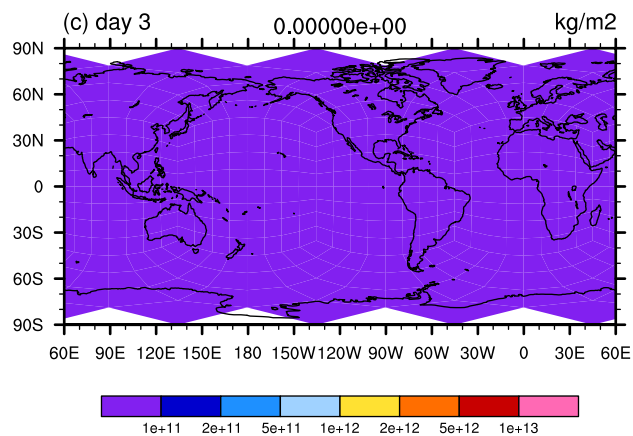 (c) day 3 0.00000e+00 kg/m2
90N
60N
30N
0
30S
60S
90S
60E 90E 120E 150E 180 150W 120W 90W 60W 30W 0 30E 60E
1e+11 2e+11 5e+11 1e+12 2e+12 5e+12 1e+13